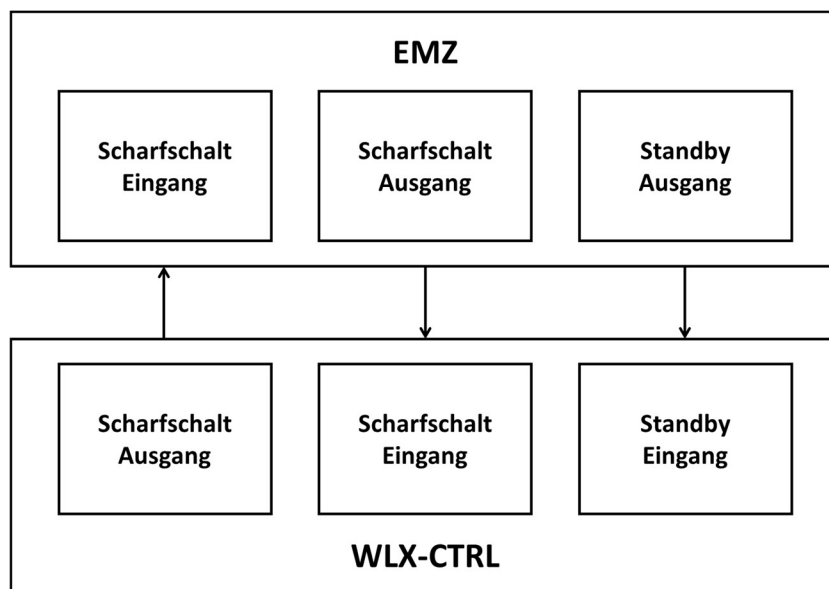 EMZ
Scharfschalt
Eingang
Scharfschalt
Ausgang
Standby
Ausgang
Scharfschalt
Ausgang
Scharfschalt
Eingang
Standby
Eingang
WLX-CTRL